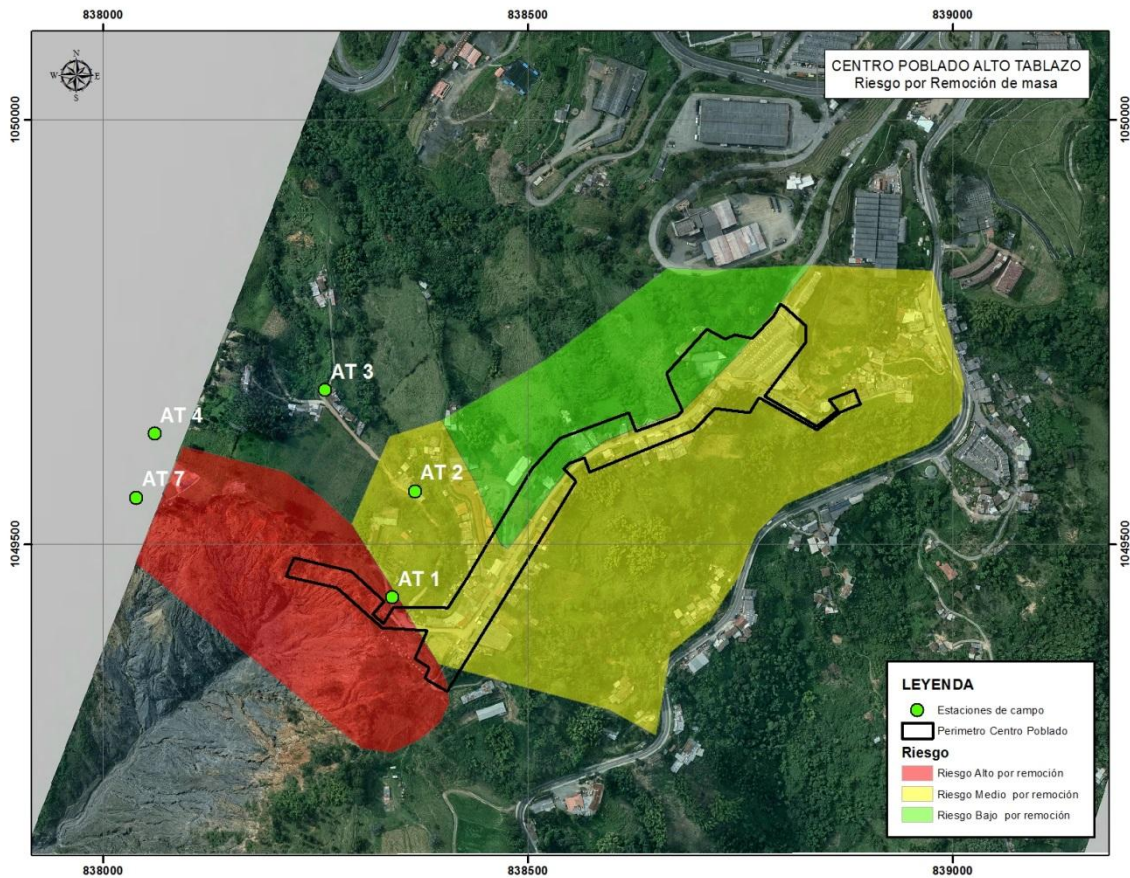 838000
838500
839000
N
W
E
S
CENTRO POBLADO ALTO TABLAZO
Riesgo por Remoción de masa
1050000
1050000
AT 3
AT 4
AT 7
AT 2
AT 1
1049500
1049500
LEYENDA
Estaciones de campo
Perimetro Centro Poblado
Riesgo
Riesgo Alto por remoción
Riesgo Medio por remoción
Riesgo Bajo por remoción
838000
838500
839000